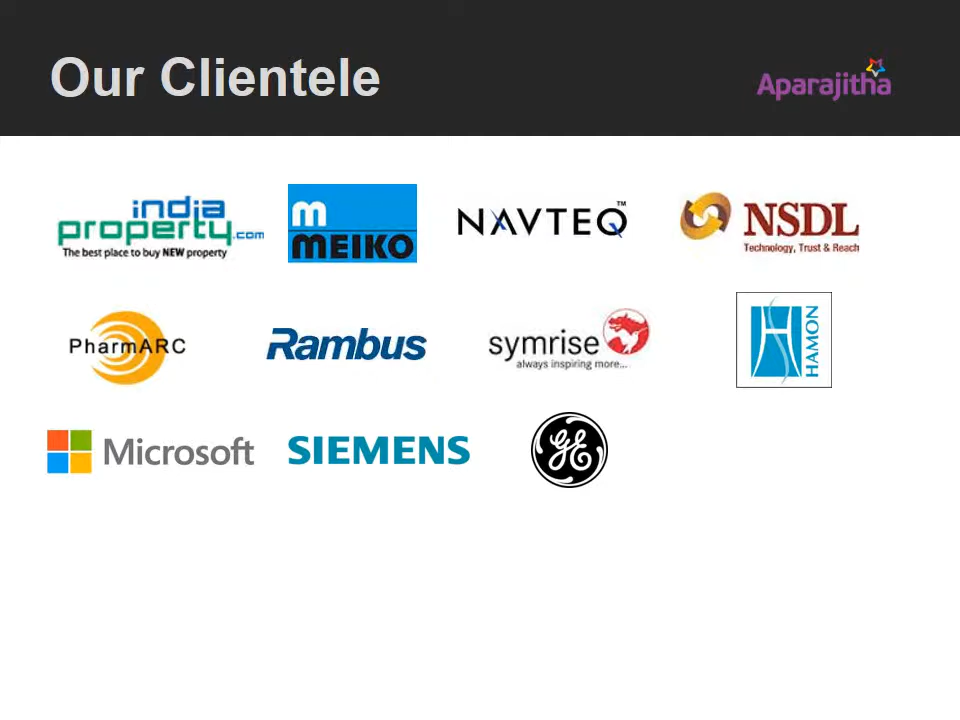 Our Clientele
Aparajitha
india
property.com
The best place to buy NEW property
m
MEIKO
NAVTEQ™
NSDL
Technology, Trust & Reach
PharmARC
Rambus
symrise
always inspiring more...
HAMON
Microsoft
SIEMENS
GE